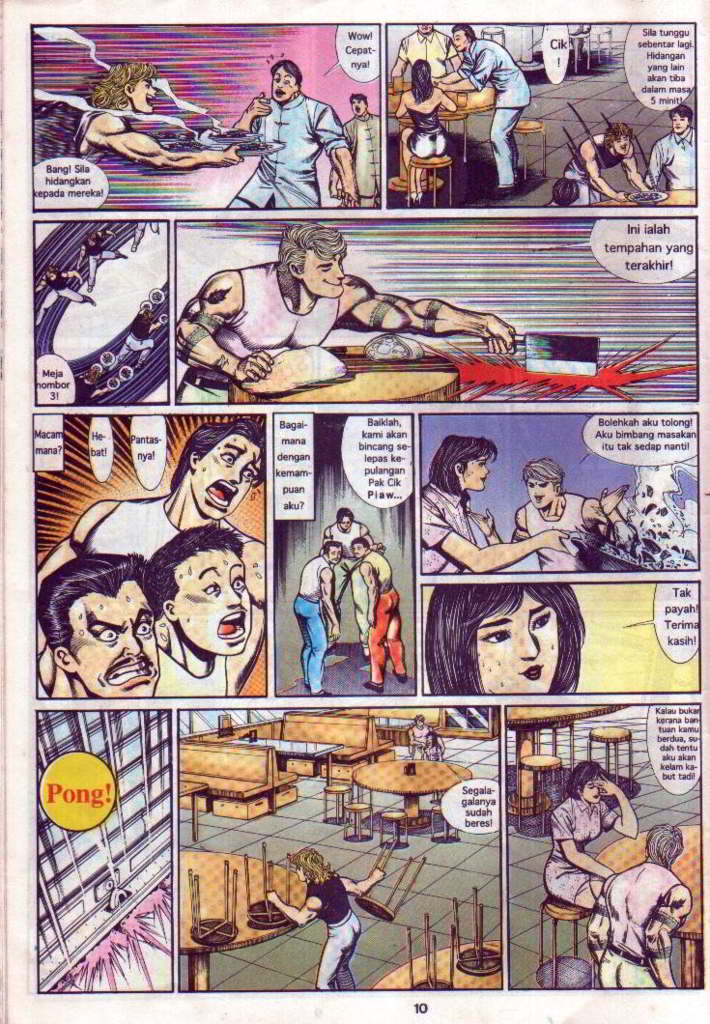 Wow!
Cepat-
nya!
Bang! Sila
hidangkan
kepada mereka!
Cik
!
Sila tunggu
sebentar lagi.
Hidangan
yang lain
akan tiba
dalam masa
5 minit!
Meja
nombor
3!
Ini ialah
tempahan yang
terakhir!
Macam
mana?
He-
bat!
Pantas-
nya!
Bagai-
mana
dengan
kemam-
puan
aku?
Baiklah,
kami akan
bincang se-
lepas ke-
pulangan
Pak Cik
Piaw...
Bolehkah aku tolong!
Aku bimbang masakan
itu tak sedap nanti!
Tak
payah!
Terima
kasih!
Pong!
Segala-
galanya
sudah
beres!
Kalau bukan
kerana ban-
tuan kamu
berdua, su-
dah tentu
aku akan
kelam ka-
but tadi!
10